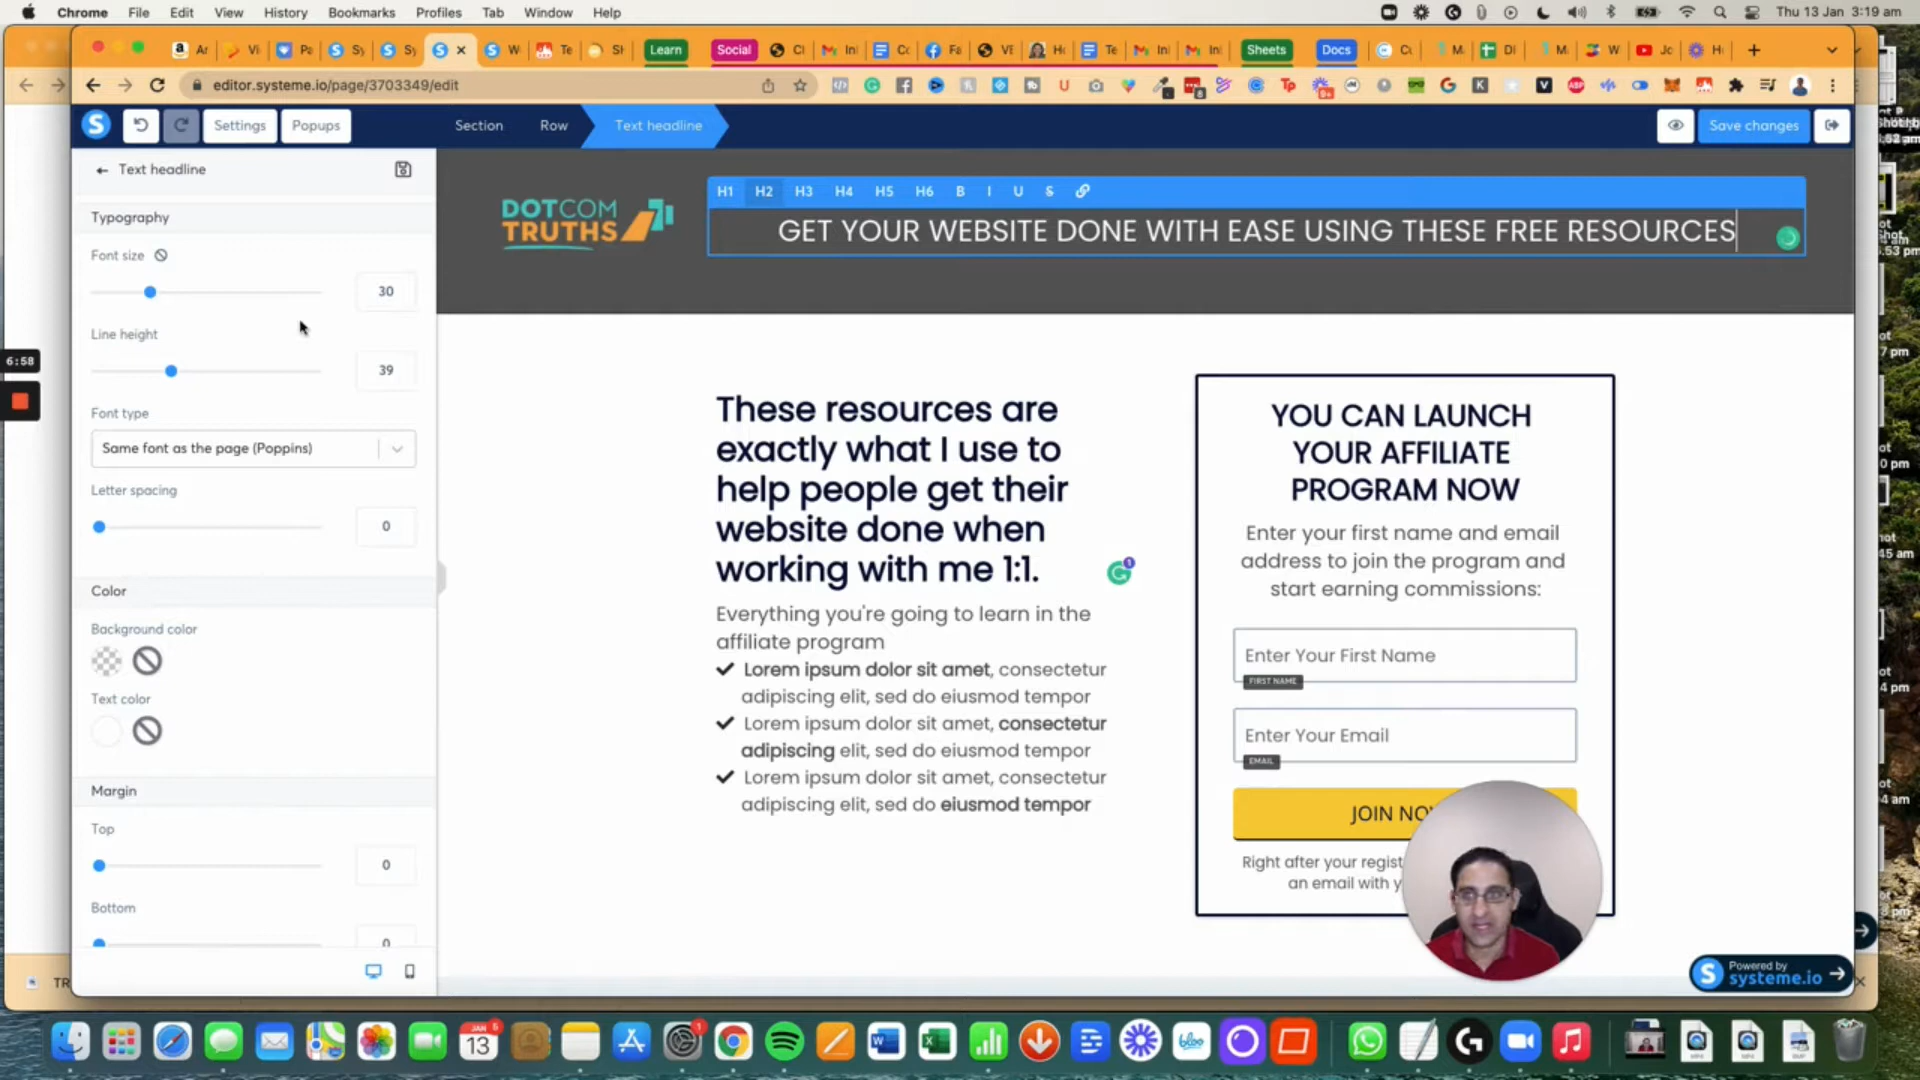 Chrome File Edit View History Bookmarks Profiles Tab Window Help Thu 13 Jan 3:19 am
Learn Social Sheets Docs
editor.systeme.io/page/3703349/edit
Settings Popups Section Row Text headline Save changes
Text headline
H1 H2 H3 H4 H5 H6 B I U S
DOTCOM
TRUTHS
GET YOUR WEBSITE DONE WITH EASE USING THESE FREE RESOURCES
Typography
Font size
30
Line height
39
Font type
Same font as the page (Poppins)
Letter spacing
0
Color
Background color
Text color
Margin
Top
0
Bottom
0
6:58
These resources are
exactly what I use to
help people get their
website done when
working with me 1:1.
Everything you're going to learn in the
affiliate program
Lorem ipsum dolor sit amet, consectetur
adipiscing elit, sed do eiusmod tempor
Lorem ipsum dolor sit amet, consectetur
adipiscing elit, sed do eiusmod tempor
Lorem ipsum dolor sit amet, consectetur
adipiscing elit, sed do eiusmod tempor
YOU CAN LAUNCH
YOUR AFFILIATE
PROGRAM NOW
Enter your first name and email
address to join the program and
start earning commissions:
Enter Your First Name
FIRST NAME
Enter Your Email
EMAIL
JOIN NO
Right after your regist
an email with y
Powered by
systeme.io
JAN
13